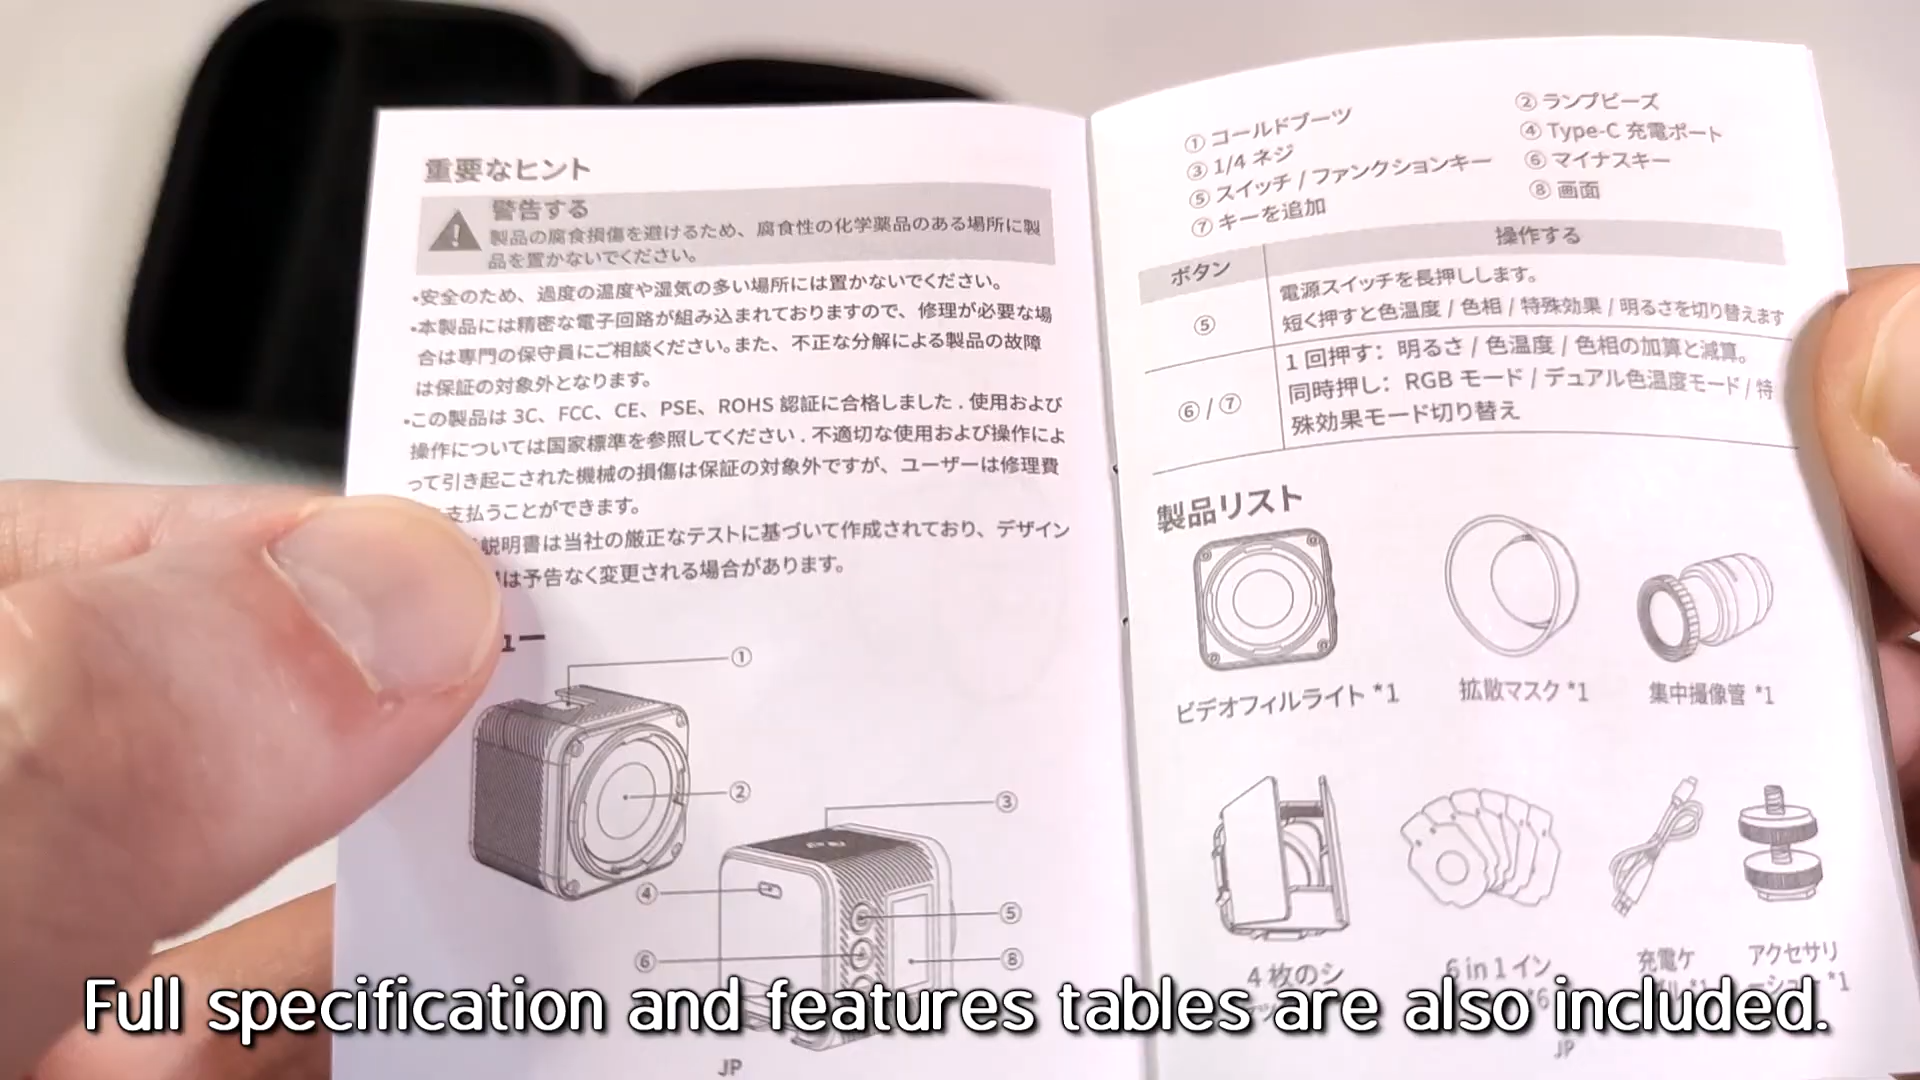 重要なヒント
警告する
製品の腐食損傷を避けるため、腐食性の化学薬品のある場所に製
品を置かないでください。
•安全のため、過度の温度や湿気の多い場所には置かないでください。
•本製品には精密な電子回路が組み込まれておりますので、修理が必要な場
合は専門の保守員にご相談ください。また、不正な分解による製品の故障
は保証の対象外となります。
•この製品は 3C、FCC、CE、PSE、ROHS 認証に合格しました . 使用および
操作については国家標準を参照してください . 不適切な使用および操作によ
って引き起こされた機械の損傷は保証の対象外ですが、ユーザーは修理費
支払うことができます。
説明書は当社の厳正なテストに基づいて作成されており、デザイン
は予告なく変更される場合があります。
ュー
①
②
③
④
⑤
⑥
⑧
JP
① コールドブーツ
② ランプビーズ
③ 1/4 ネジ
④ Type-C 充電ポート
⑤ スイッチ / ファンクションキー
⑥ マイナスキー
⑦ キーを追加
⑧ 画面
ボタン
操作する
⑤
電源スイッチを長押しします。
短く押すと色温度 / 色相 / 特殊効果 / 明るさを切り替えます
⑥ / ⑦
1 回押す：明るさ / 色温度 / 色相の加算と減算。
同時押し：RGB モード / デュアル色温度モード / 特
殊効果モード切り替え
製品リスト
ビデオフィルライト *1
拡散マスク *1
集中撮像管 *1
4 枚のシ
6 in 1 イン
*6
充電ケ
アクセサリ
*1
JP
Full specification and features tables are also included.